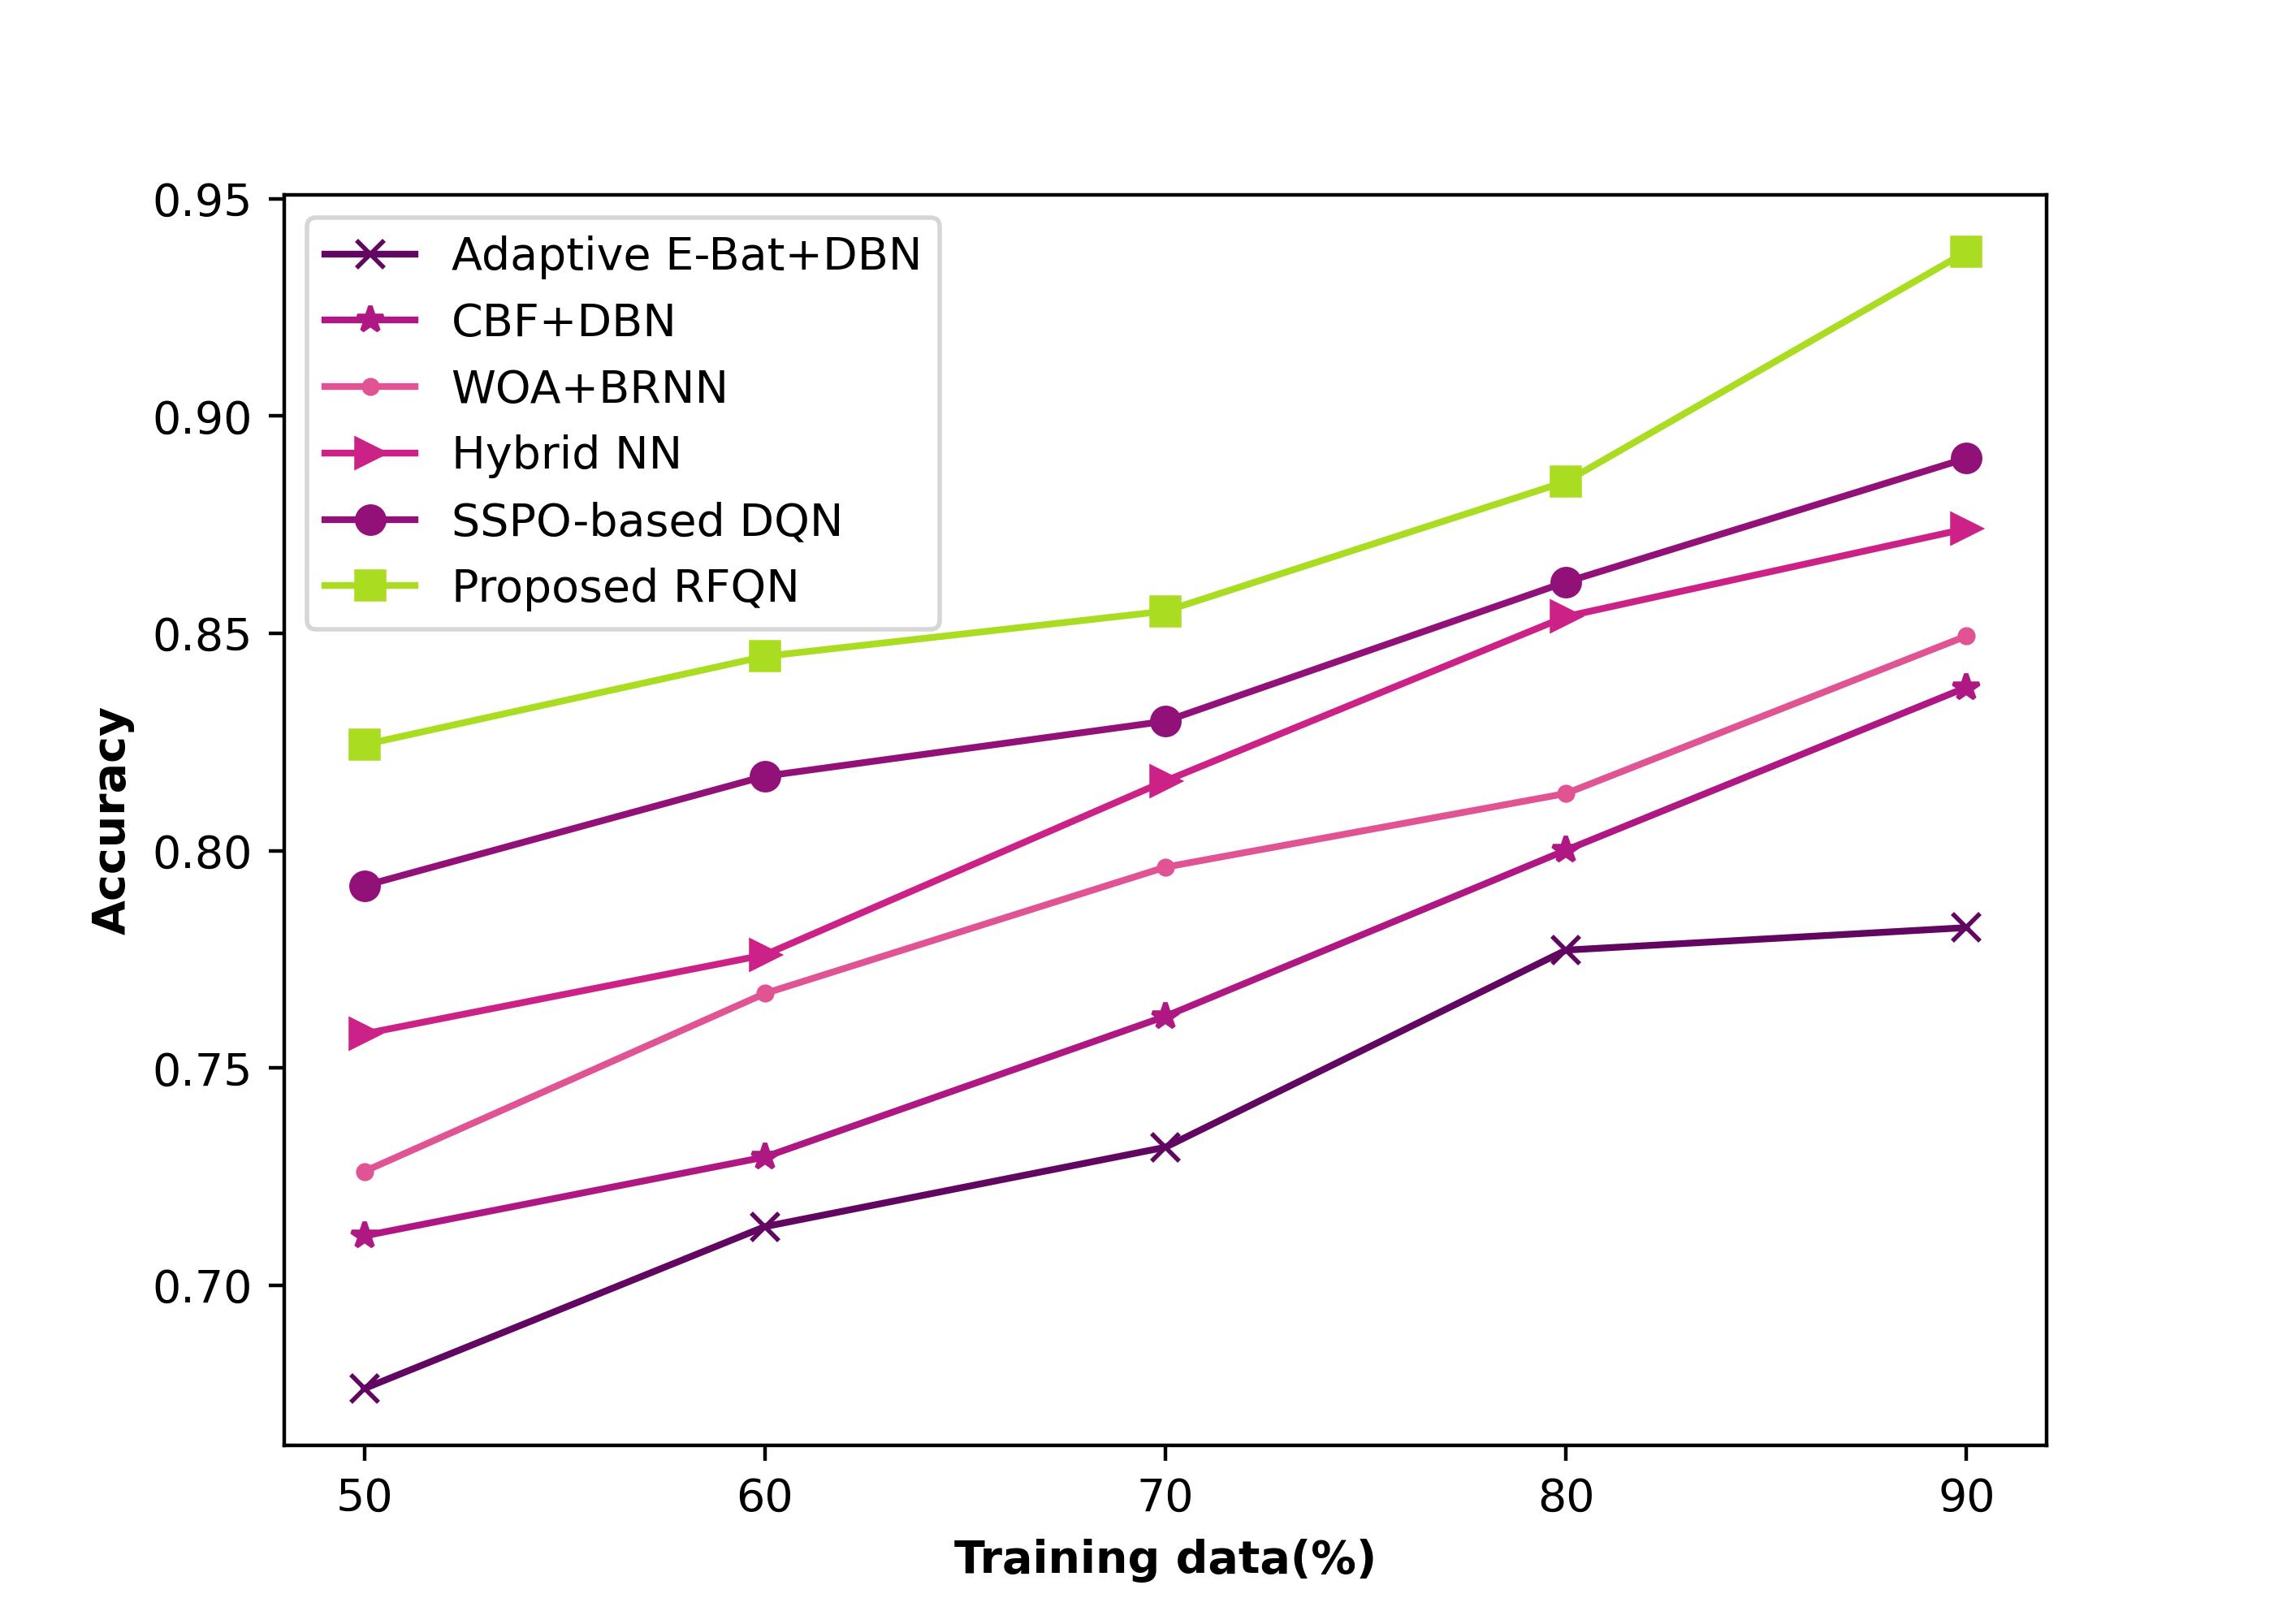 0.95
0.90
0.85
0.80
0.75
0.70
Accuracy
Adaptive E-Bat+DBN
CBF+DBN
WOA+BRNN
Hybrid NN
SSPO-based DQN
Proposed RFQN
50 60 70 80 90
Training data(%)